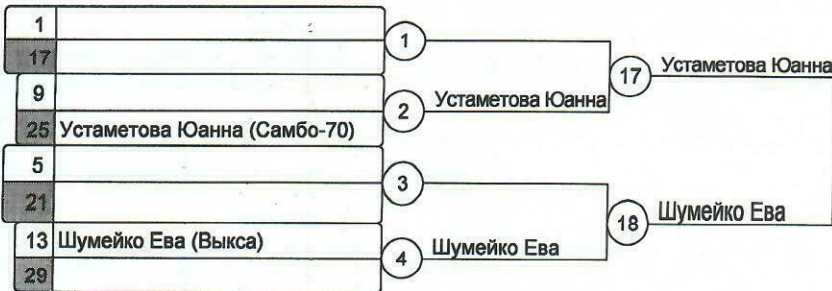 1
1
17
17 Устаметова Юанна
9
2 Устаметова Юанна
25 Устаметова Юанна (Самбо-70)
5
3
21
18 Шумейко Ева
13 Шумейко Ева (Выкса)
4 Шумейко Ева
29